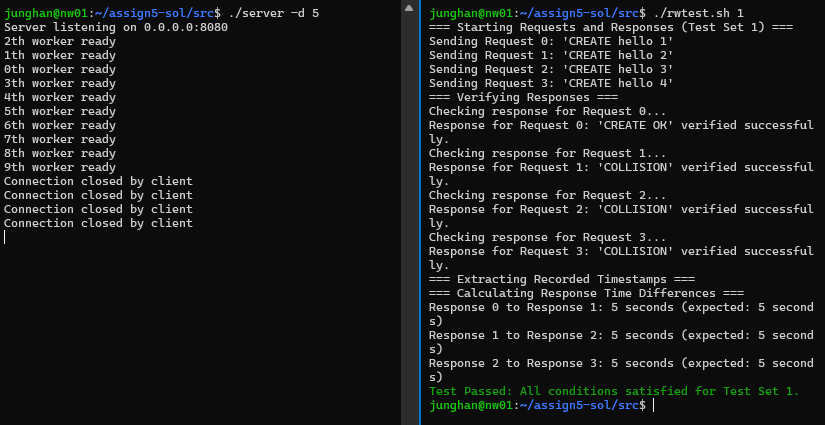 junghan@nw01:~/assign5-sol/src$ ./server -d 5
Server listening on 0.0.0.0:8080
2th worker ready
1th worker ready
0th worker ready
3th worker ready
4th worker ready
5th worker ready
6th worker ready
7th worker ready
8th worker ready
9th worker ready
Connection closed by client
Connection closed by client
Connection closed by client
Connection closed by client
junghan@nw01:~/assign5-sol/src$ ./rwtest.sh 1
=== Starting Requests and Responses (Test Set 1) ===
Sending Request 0: 'CREATE hello 1'
Sending Request 1: 'CREATE hello 2'
Sending Request 2: 'CREATE hello 3'
Sending Request 3: 'CREATE hello 4'
=== Verifying Responses ===
Checking response for Request 0...
Response for Request 0: 'CREATE OK' verified successful
ly.
Checking response for Request 1...
Response for Request 1: 'COLLISION' verified successful
ly.
Checking response for Request 2...
Response for Request 2: 'COLLISION' verified successful
ly.
Checking response for Request 3...
Response for Request 3: 'COLLISION' verified successful
ly.
=== Extracting Recorded Timestamps ===
=== Calculating Response Time Differences ===
Response 0 to Response 1: 5 seconds (expected: 5 second
s)
Response 1 to Response 2: 5 seconds (expected: 5 second
s)
Response 2 to Response 3: 5 seconds (expected: 5 second
s)
Test Passed: All conditions satisfied for Test Set 1.
junghan@nw01:~/assign5-sol/src$